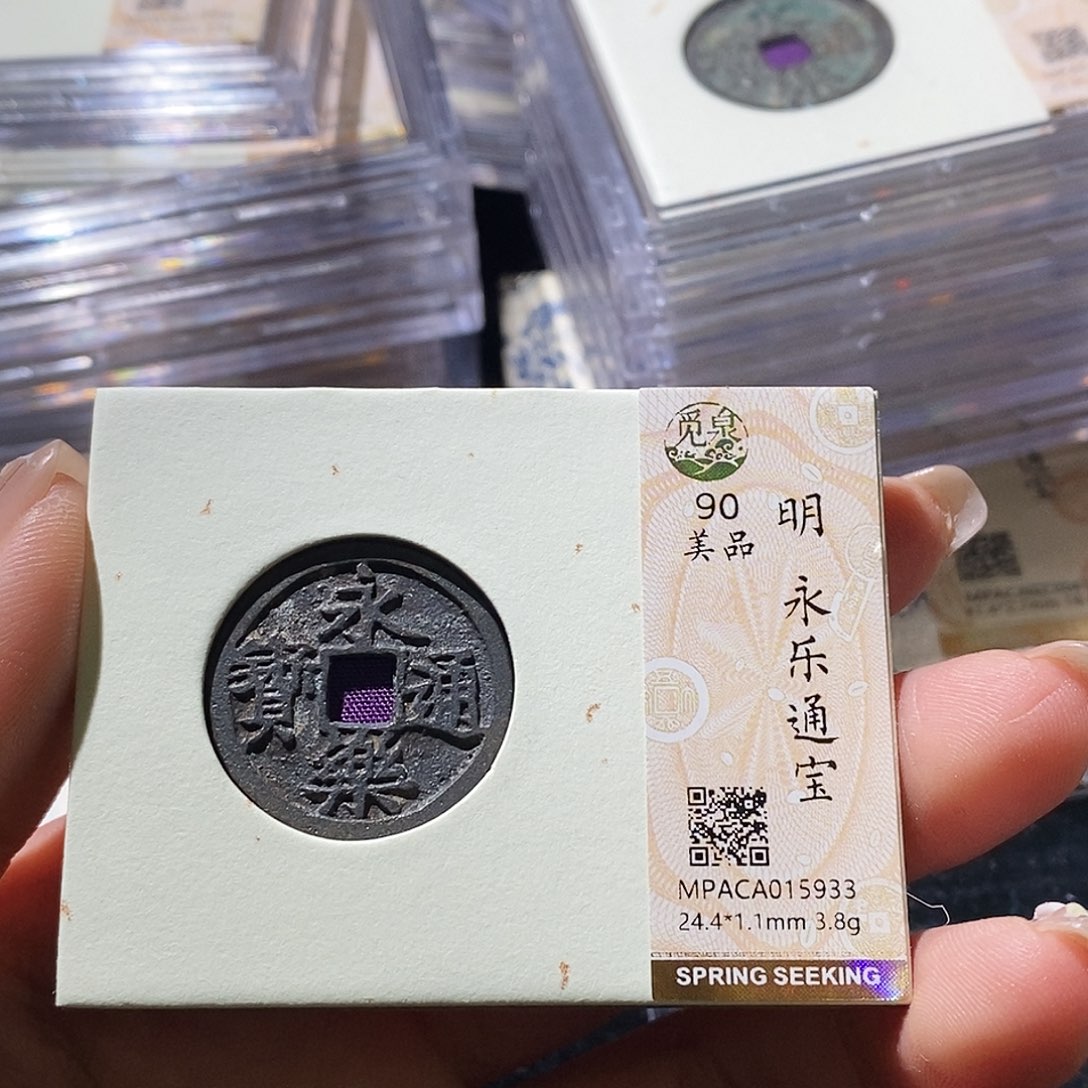 永樂通寶
觅泉
90
美品
明 永乐通宝
MPACA015933
24.4*1.1mm 3.8g
SPRING SEEKING